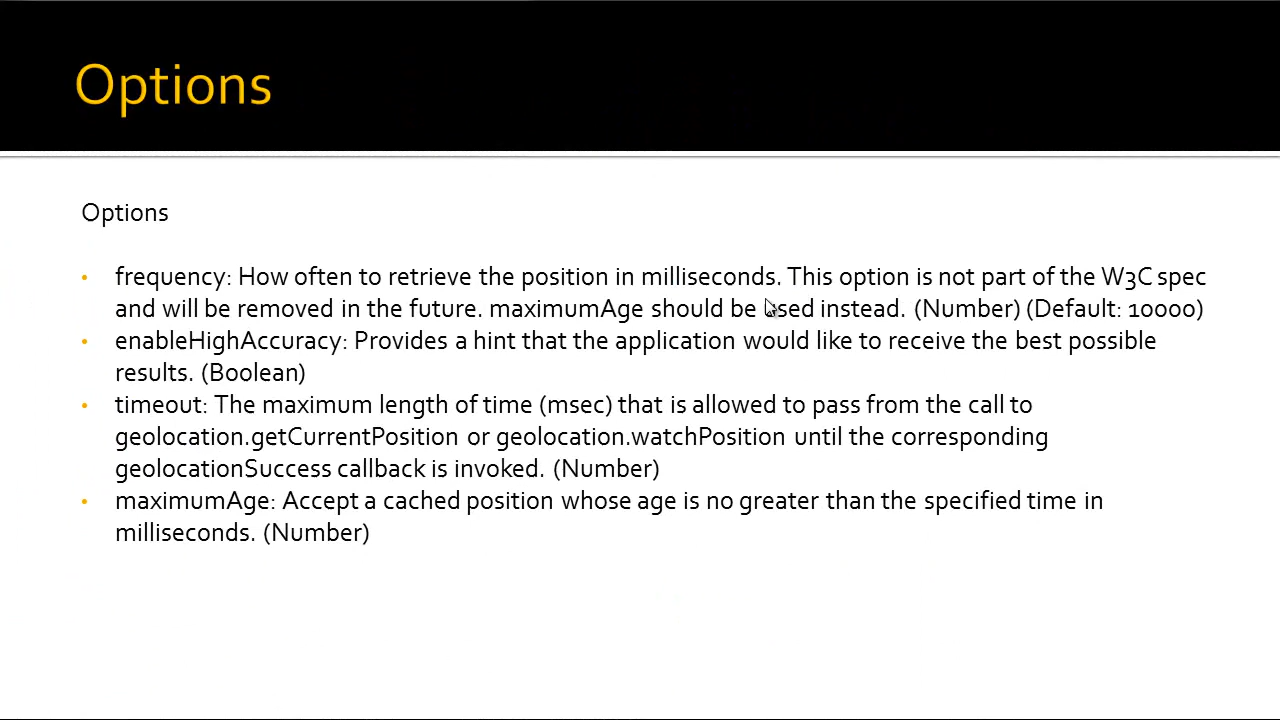 Options
Options
• frequency: How often to retrieve the position in milliseconds. This option is not part of the W3C spec
and will be removed in the future. maximumAge should be used instead. (Number) (Default: 10000)
• enableHighAccuracy: Provides a hint that the application would like to receive the best possible
results. (Boolean)
• timeout: The maximum length of time (msec) that is allowed to pass from the call to
geolocation.getCurrentPosition or geolocation.watchPosition until the corresponding
geolocationSuccess callback is invoked. (Number)
• maximumAge: Accept a cached position whose age is no greater than the specified time in
milliseconds. (Number)